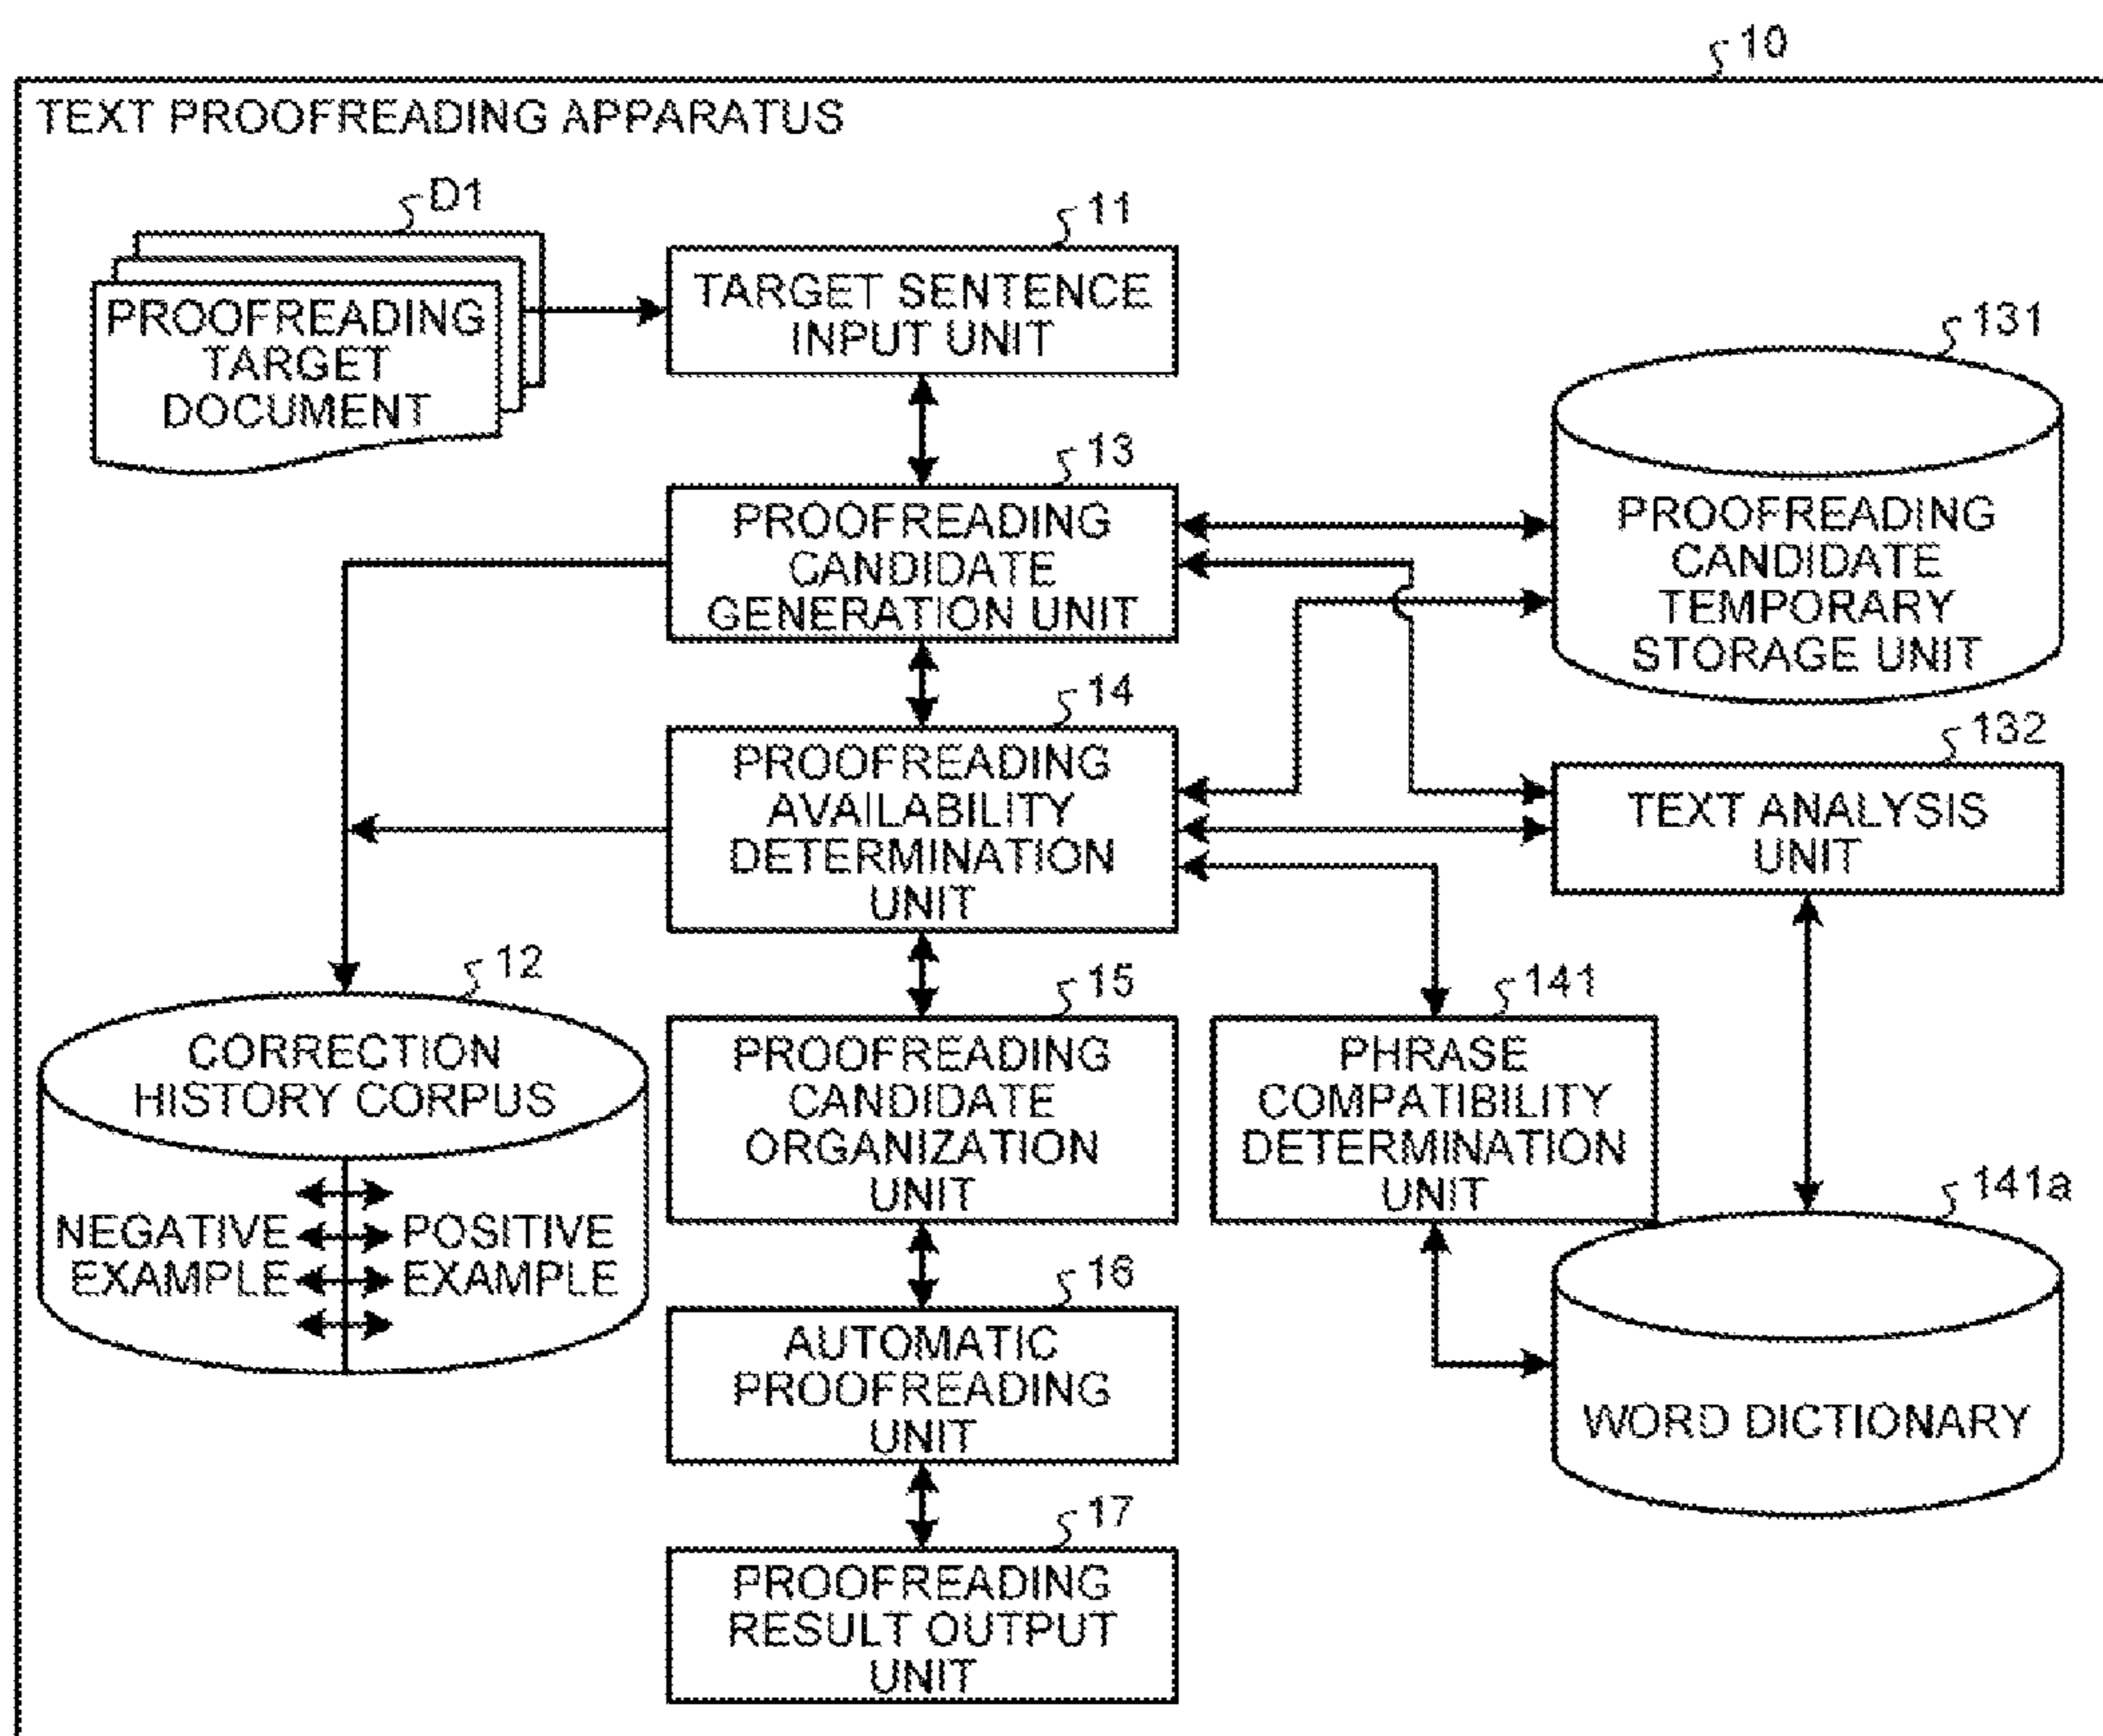 10
TEXT PROOFREADING APPARATUS
D1
PROOFREADING
TARGET
DOCUMENT
11
TARGET SENTENCE
INPUT UNIT
131
PROOFREADING
CANDIDATE
TEMPORARY
STORAGE UNIT
13
PROOFREADING
CANDIDATE
GENERATION UNIT
14
PROOFREADING
AVAILABILITY
DETERMINATION
UNIT
132
TEXT ANALYSIS
UNIT
12
CORRECTION
HISTORY CORPUS
NEGATIVE
EXAMPLE
POSITIVE
EXAMPLE
15
PROOFREADING
CANDIDATE
ORGANIZATION
UNIT
141
PHRASE
COMPATIBILITY
DETERMINATION
UNIT
141a
WORD DICTIONARY
16
AUTOMATIC
PROOFREADING
UNIT
17
PROOFREADING
RESULT OUTPUT
UNIT